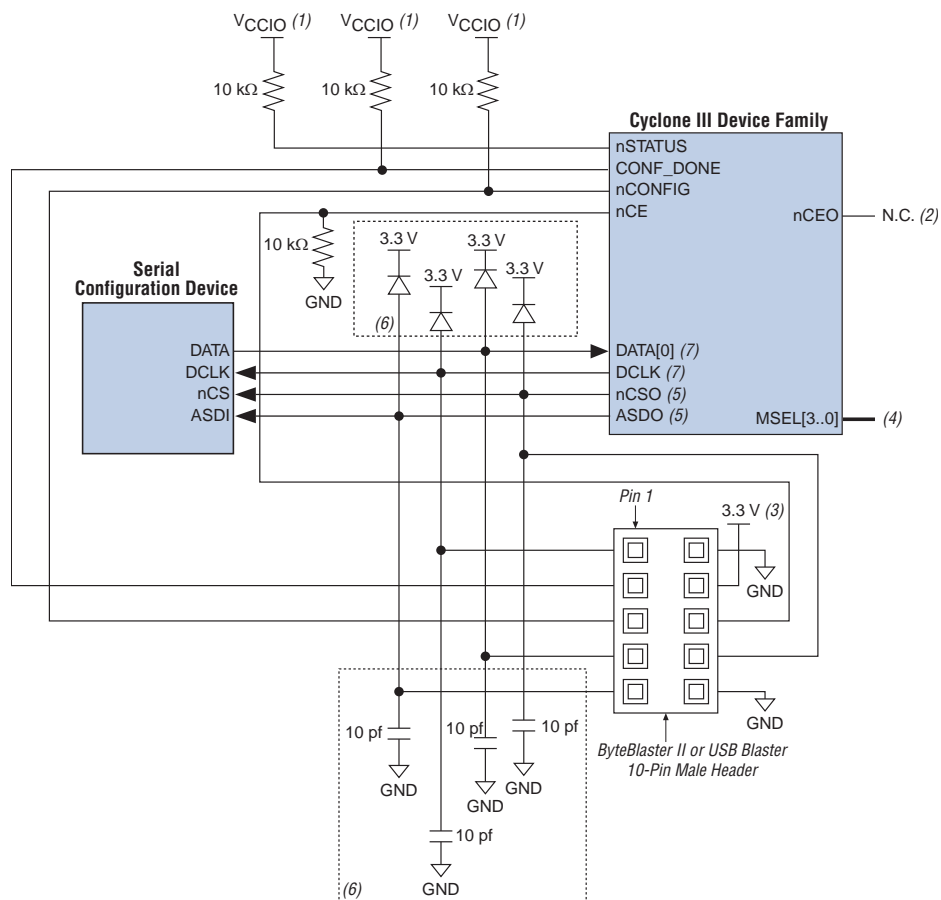 VCCIO (1) VCCIO (1) VCCIO (1)
10 kΩ 10 kΩ 10 kΩ
Cyclone III Device Family
nSTATUS
CONF_DONE
nCONFIG
nCE
nCEO N.C. (2)
10 kΩ
GND
3.3 V 3.3 V
3.3 V 3.3 V
(6)
Serial
Configuration Device
DATA DATA[0] (7)
DCLK DCLK (7)
nCS nCSO (5)
ASDI ASDO (5)
MSEL[3..0] (4)
Pin 1
3.3 V (3)
GND
GND
10 pf 10 pf 10 pf
GND GND GND
10 pf
GND
(6)
ByteBlaster II or USB Blaster
10-Pin Male Header